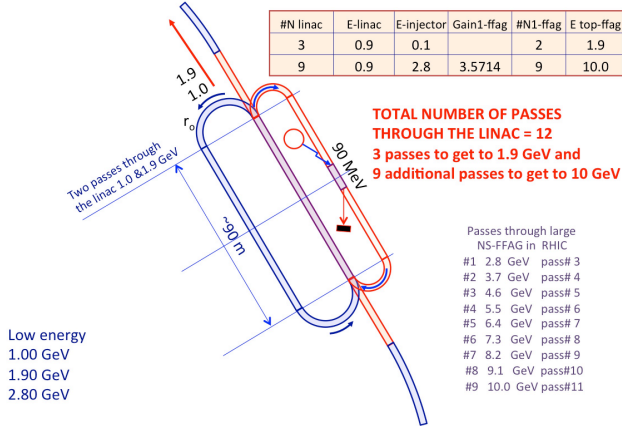 #N linac E-linac E-injector Gain1-ffag #N1-ffag E top-ffag
3 0.9 0.1 2 1.9
9 0.9 2.8 3.5714 9 10.0
1.9
1.0
r₀
90 MeV
TOTAL NUMBER OF PASSES
THROUGH THE LINAC = 12
3 passes to get to 1.9 GeV and
9 additional passes to get to 10 GeV
Two passes through
the linac 1.0 &1.9 GeV
~90 m
Passes through large
NS-FFAG in RHIC
#1 2.8 GeV pass# 3
#2 3.7 GeV pass# 4
#3 4.6 GeV pass# 5
#4 5.5 GeV pass# 6
#5 6.4 GeV pass# 7
#6 7.3 GeV pass# 8
#7 8.2 GeV pass# 9
#8 9.1 GeV pass#10
#9 10.0 GeV pass#11
Low energy
1.00 GeV
1.90 GeV
2.80 GeV